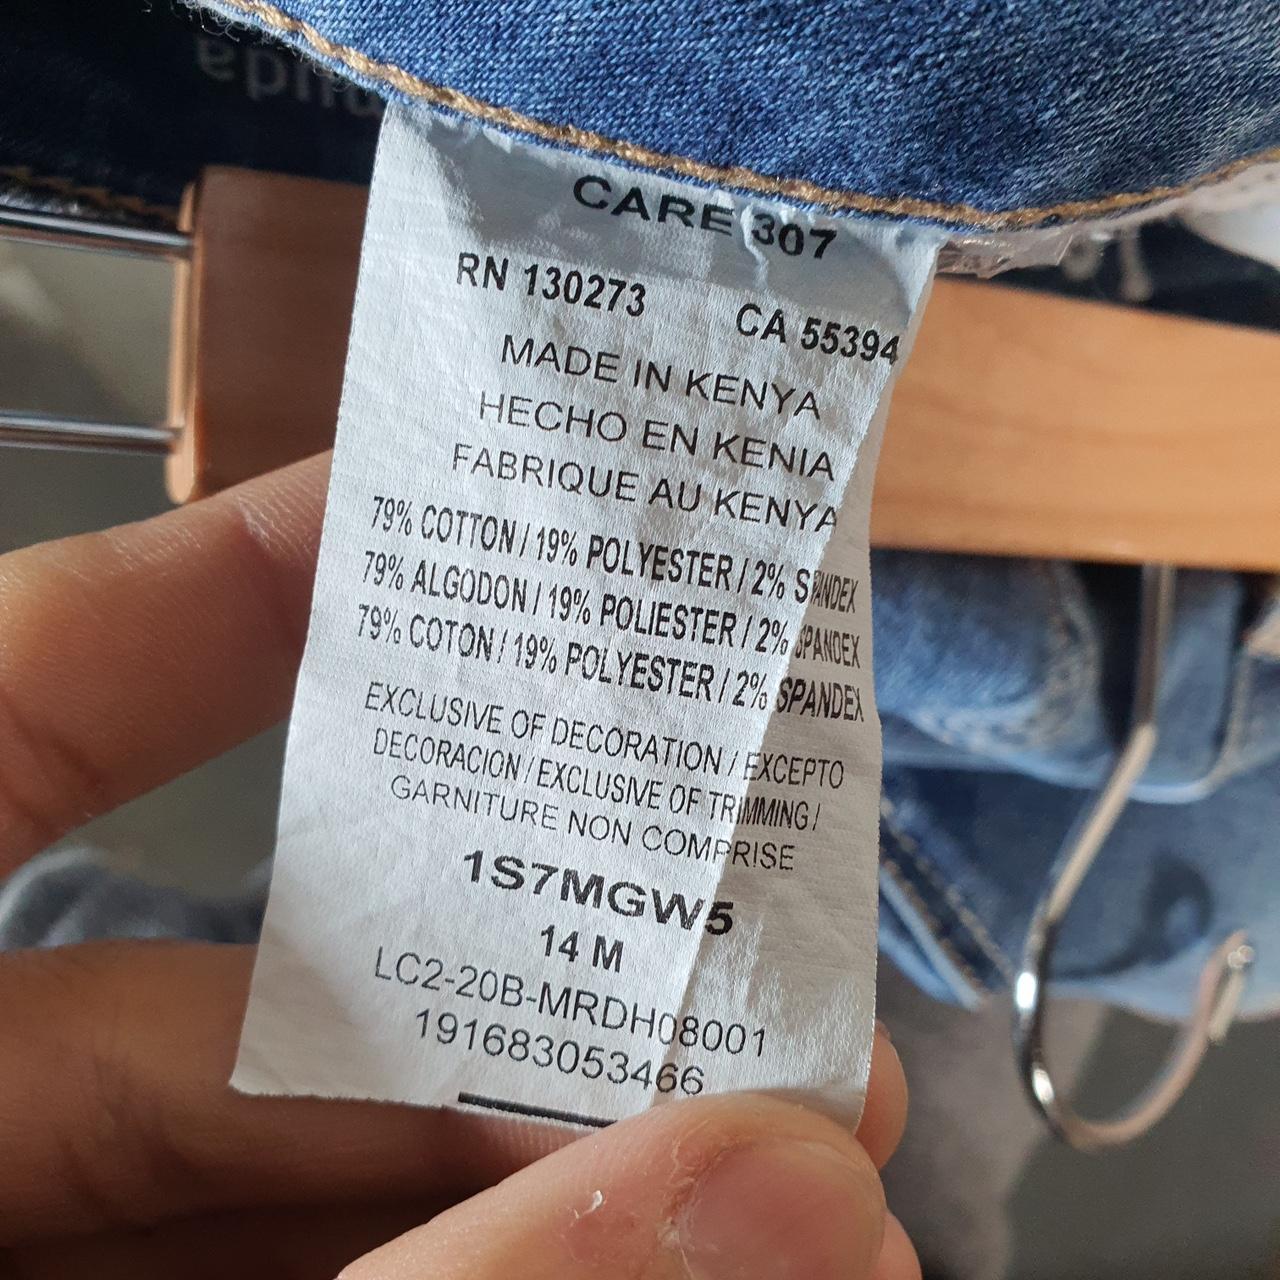 CARE 307
RN 130273 CA 55394
MADE IN KENYA
HECHO EN KENIA
FABRIQUE AU KENYA
79% COTTON / 19% POLYESTER / 2% SPANDEX
79% ALGODON / 19% POLIESTER / 2% SPANDEX
79% COTON / 19% POLYESTER / 2% SPANDEX
EXCLUSIVE OF DECORATION / EXCEPTO
DECORACION / EXCLUSIVE OF TRIMMING /
GARNITURE NON COMPRISE
1S7MGW5
14 M
LC2-20B-MRDH08001
191683053466